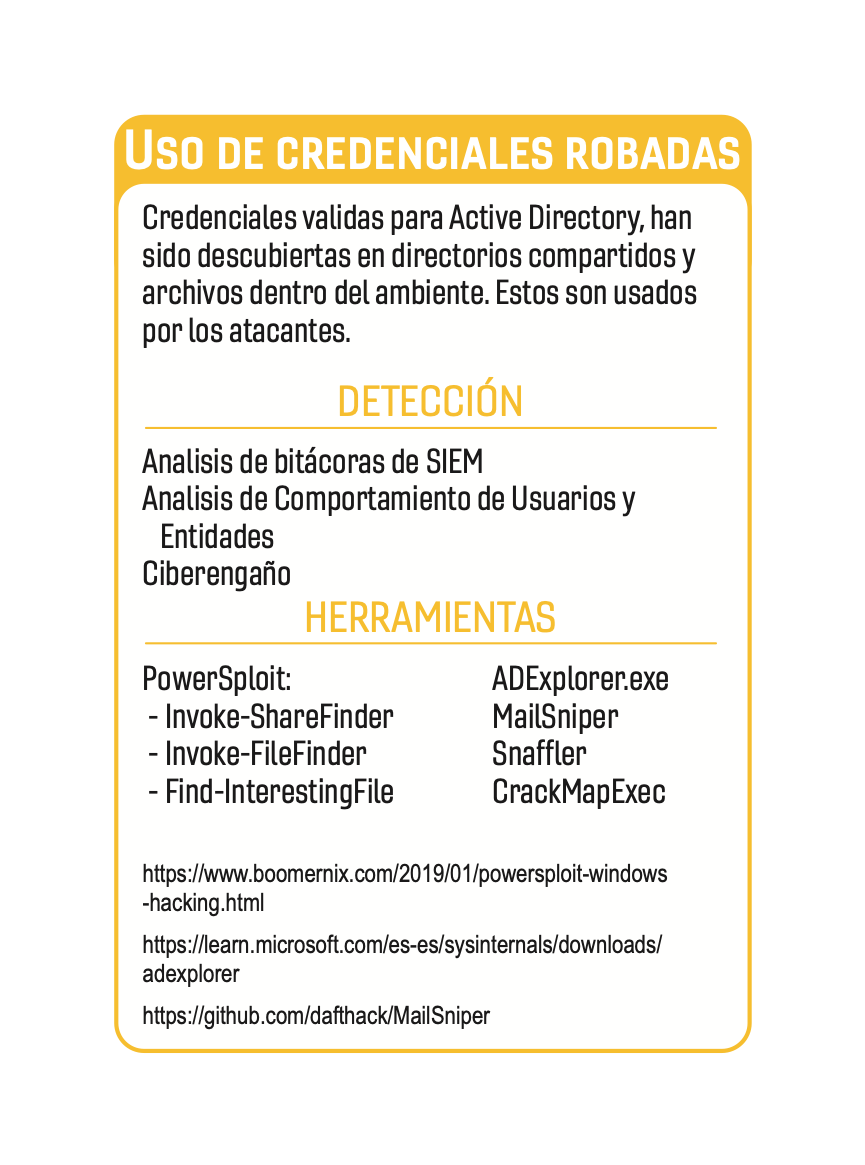 USO DE CREDENCIALES ROBADAS
Credenciales validas para Active Directory, han
sido descubiertas en directorios compartidos y
archivos dentro del ambiente. Estos son usados
por los atacantes.
DETECCIÓN
Analisis de bitácoras de SIEM
Analisis de Comportamiento de Usuarios y
Entidades
Ciberengaño
HERRAMIENTAS
PowerSploit:
- Invoke-ShareFinder
- Invoke-FileFinder
- Find-InterestingFile
ADExplorer.exe
MailSniper
Snaffler
CrackMapExec
https://www.boomernix.com/2019/01/powersploit-windows
-hacking.html
https://learn.microsoft.com/es-es/sysinternals/downloads/
adexplorer
https://github.com/dafthack/MailSniper